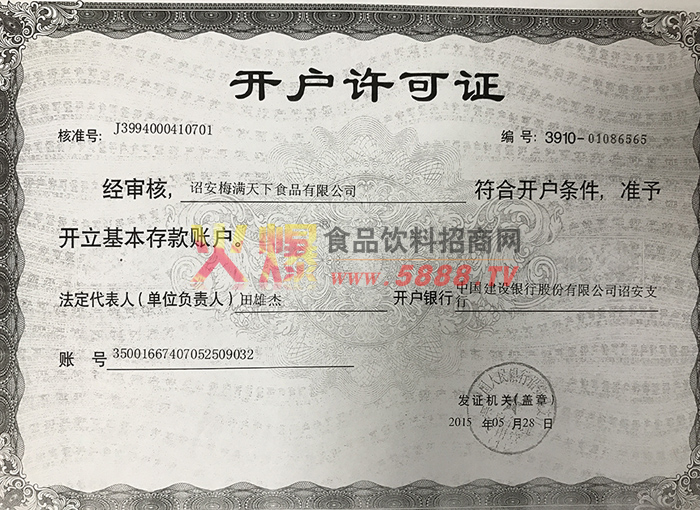 开户许可证
核准号: J3994000410701
编 号: 3910-01086565
经审核, 诏安梅满天下食品有限公司 符合开户条件, 准予
开立基本存款账户。
火爆 食品饮料招商网
www.5888.TV
法定代表人(单位负责人) 田雄杰 开户银行 中国建设银行股份有限公司诏安支
行
账 号 35001667407052509032
发证机关(盖章)
2015 年05 月28 日